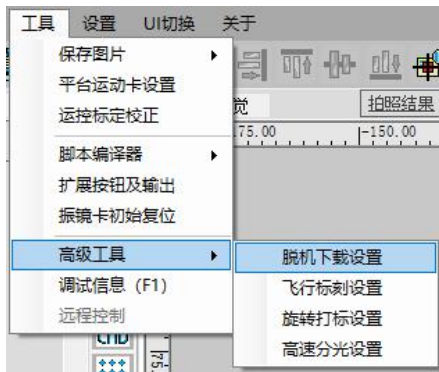 工具 设置 UI切换 关于
保存图片
平台运动卡设置
运控标定校正
觉 拍照结果
75.00 -150.00
脚本编译器
扩展按钮及输出
振镜卡初始复位
高级工具
脱机下载设置
调试信息（F1）
飞行标刻设置
远程控制
旋转打标设置
高速分光设置